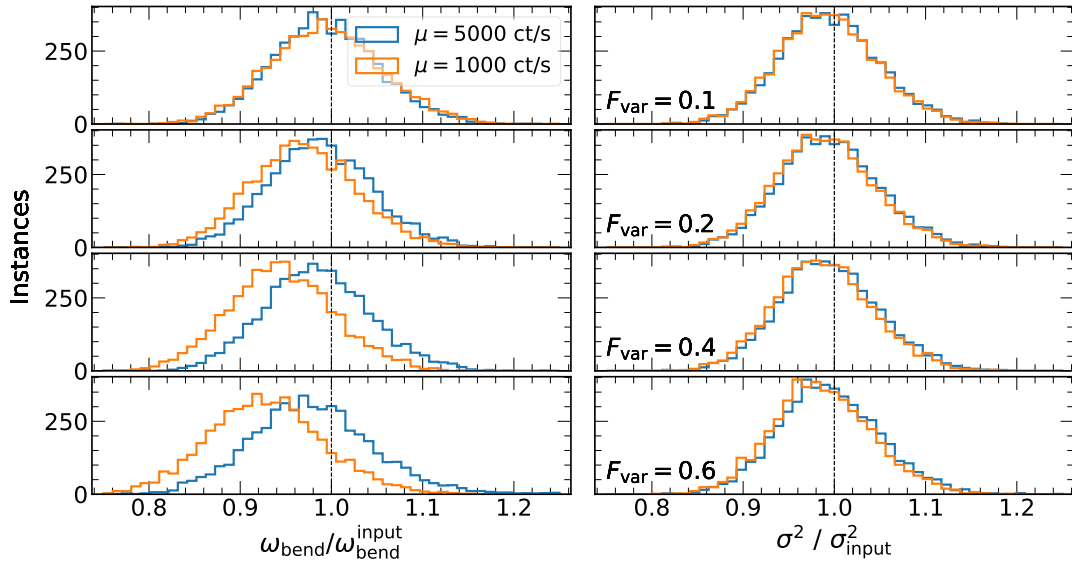 250
0
μ = 5000 ct/s
μ = 1000 ct/s
F_var = 0.1
250
0
F_var = 0.2
Instances
250
0
F_var = 0.4
250
0
F_var = 0.6
0.8 0.9 1.0 1.1 1.2
0.8 0.9 1.0 1.1 1.2
ω_bend/ω_bend^input
σ² / σ²_input